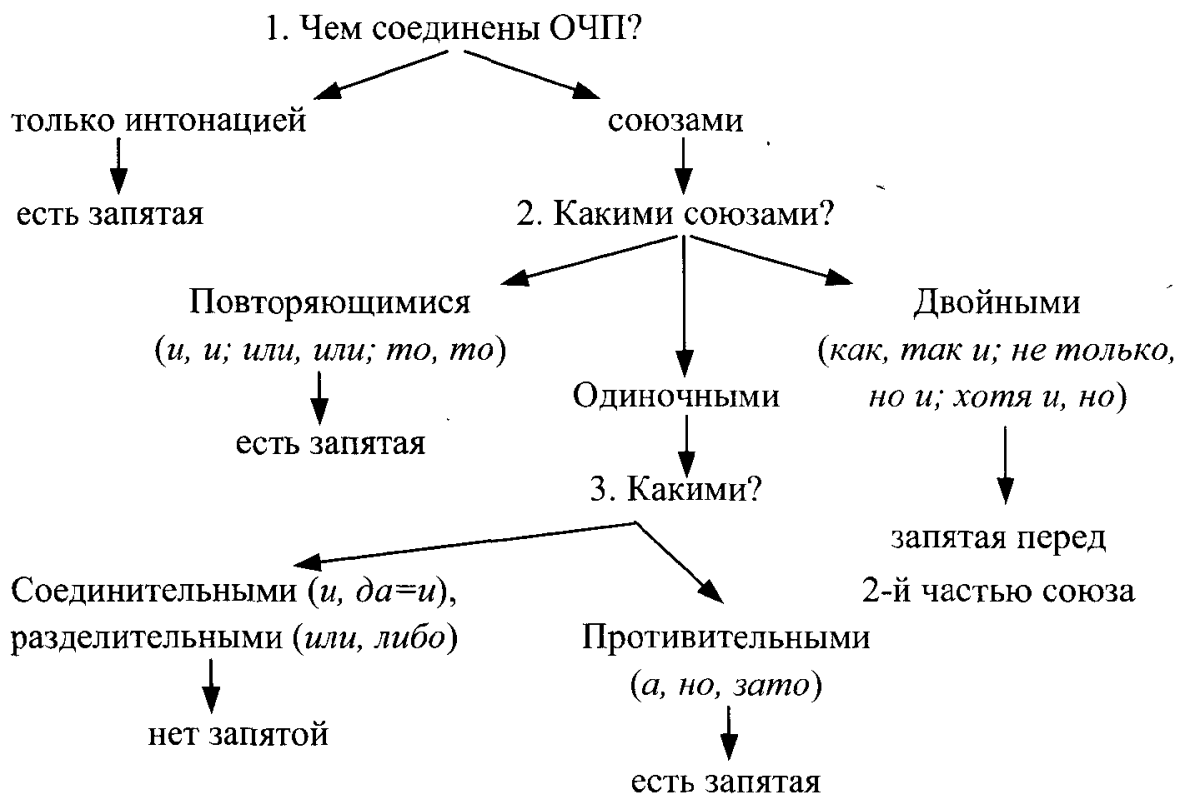 1. Чем соединены ОЧП?
только интонацией
союзами
есть запятая
2. Какими союзами?
Повторяющимися
(и, и; или, или; то, то)
есть запятая
Двойными
(как, так и; не только,
но и; хотя и, но)
Одиночными
3. Какими?
запятая перед
2-й частью союза
Соединительными (и, да=и),
разделительными (или, либо)
нет запятой
Противительными
(а, но, зато)
есть запятая